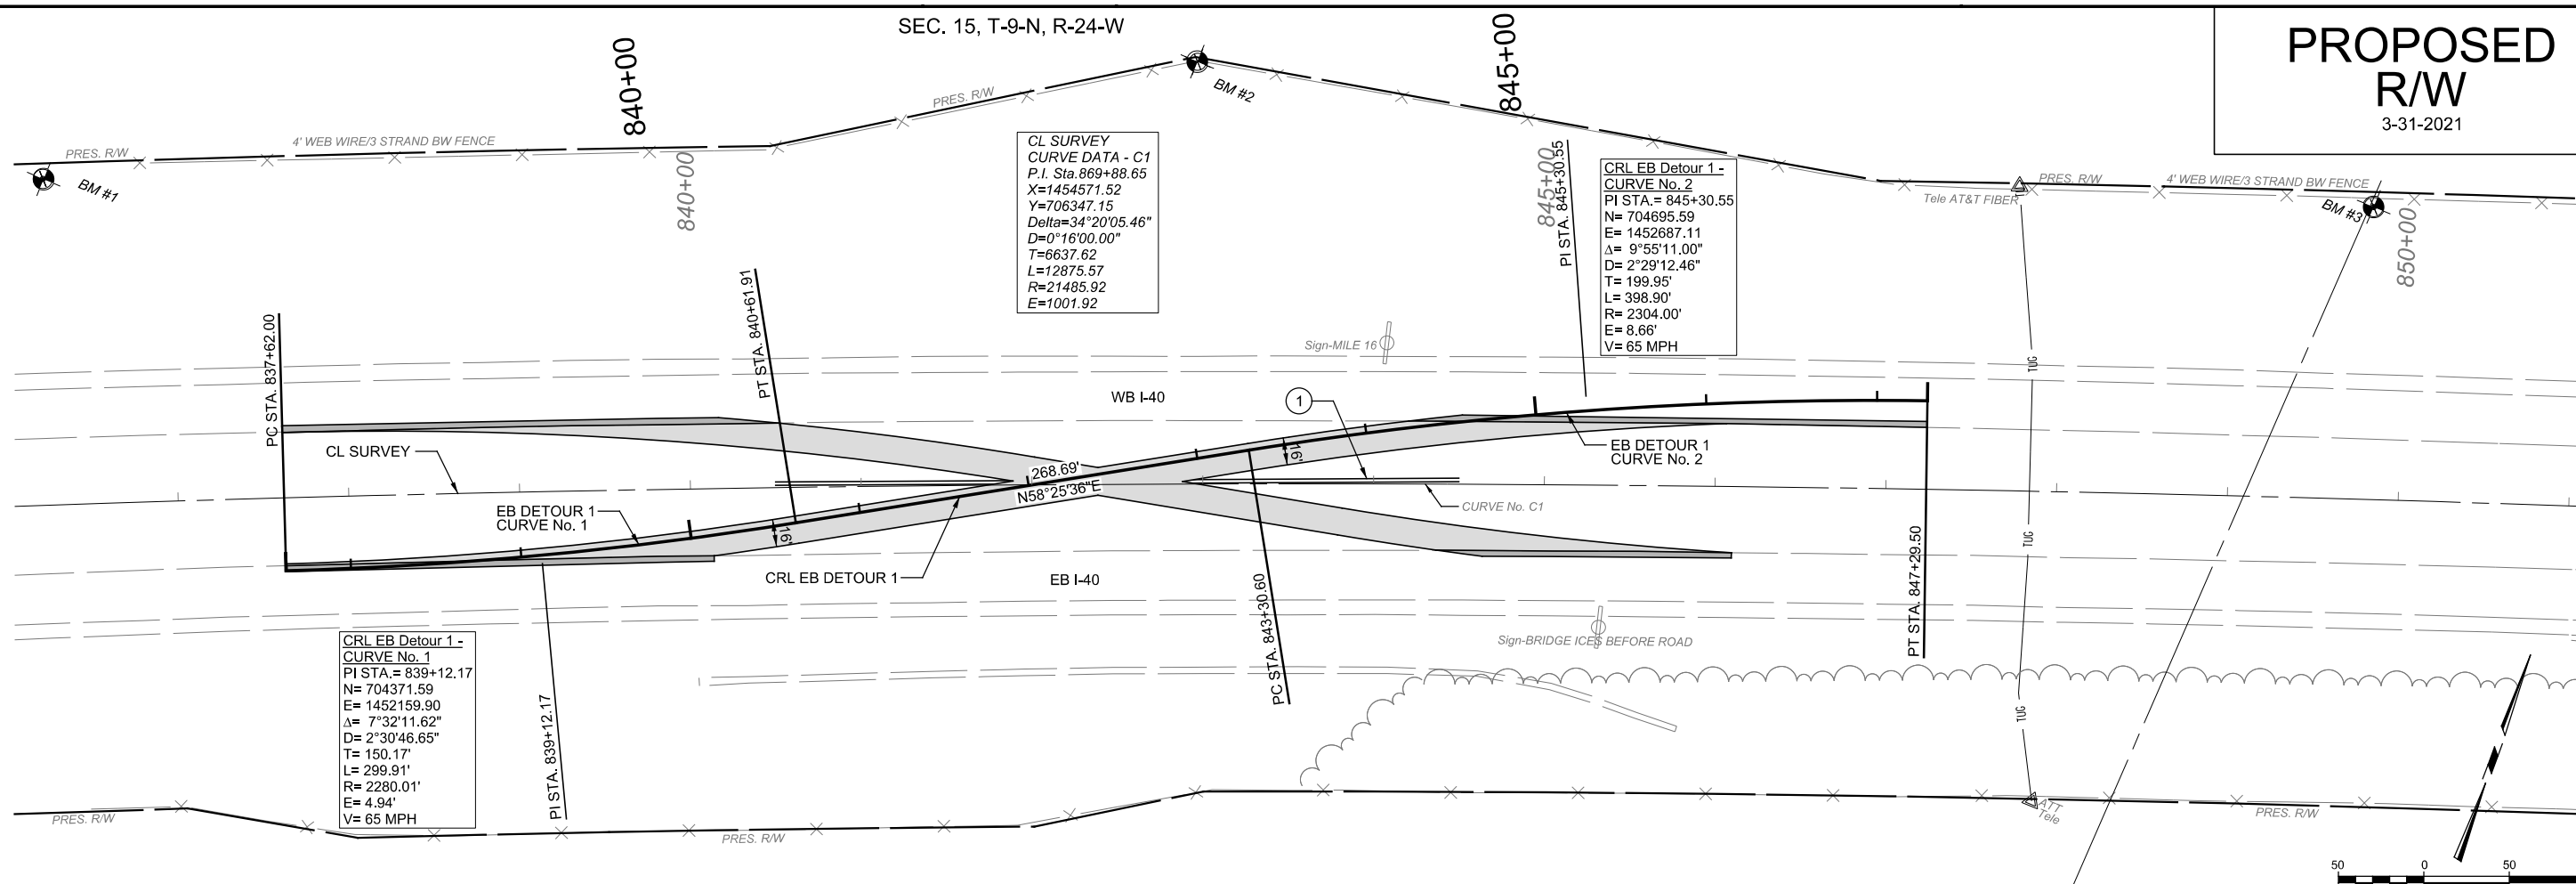 SEC. 15, T-9-N, R-24-W
PROPOSED
R/W
3-31-2021
840+00
845+00
PRES. R/W
4' WEB WIRE/3 STRAND BW FENCE
PRES. R/W
BM #2
BM #1
840+00
CL SURVEY
CURVE DATA - C1
P.I. Sta.869+88.65
X=1454571.52
Y=706347.15
Delta=34°20'05.46"
D=0°16'00.00"
T=6637.62
L=12875.57
R=21485.92
E=1001.92
845+00
PI STA. 845+30.55
CRL EB Detour 1 -
CURVE No. 2
PI STA.= 845+30.55
N= 704695.59
E= 1452687.11
Δ= 9°55'11.00"
D= 2°29'12.46"
T= 199.95'
L= 398.90'
R= 2304.00'
E= 8.66'
V= 65 MPH
Tele AT&T FIBER
PRES. R/W
4' WEB WIRE/3 STRAND BW FENCE
BM #3
850+00
PC STA. 837+62.00
PT STA. 840+61.91
Sign-MILE 16
WB I-40
1
TUG
CL SURVEY
268.69'
N58°25'36"E
16'
EB DETOUR 1
CURVE No. 2
CURVE No. C1
EB DETOUR 1
CURVE No. 1
16'
CRL EB DETOUR 1
EB I-40
TUG
PT STA. 847+29.50
PC STA. 843+30.60
Sign-BRIDGE ICES BEFORE ROAD
CRL EB Detour 1 -
CURVE No. 1
PI STA.= 839+12.17
N= 704371.59
E= 1452159.90
Δ= 7°32'11.62"
D= 2°30'46.65"
T= 150.17'
L= 299.91'
R= 2280.01'
E= 4.94'
V= 65 MPH
PI STA. 839+12.17
TUG
PRES. R/W
PRES. R/W
ATT
Tele
PRES. R/W
50 0 50